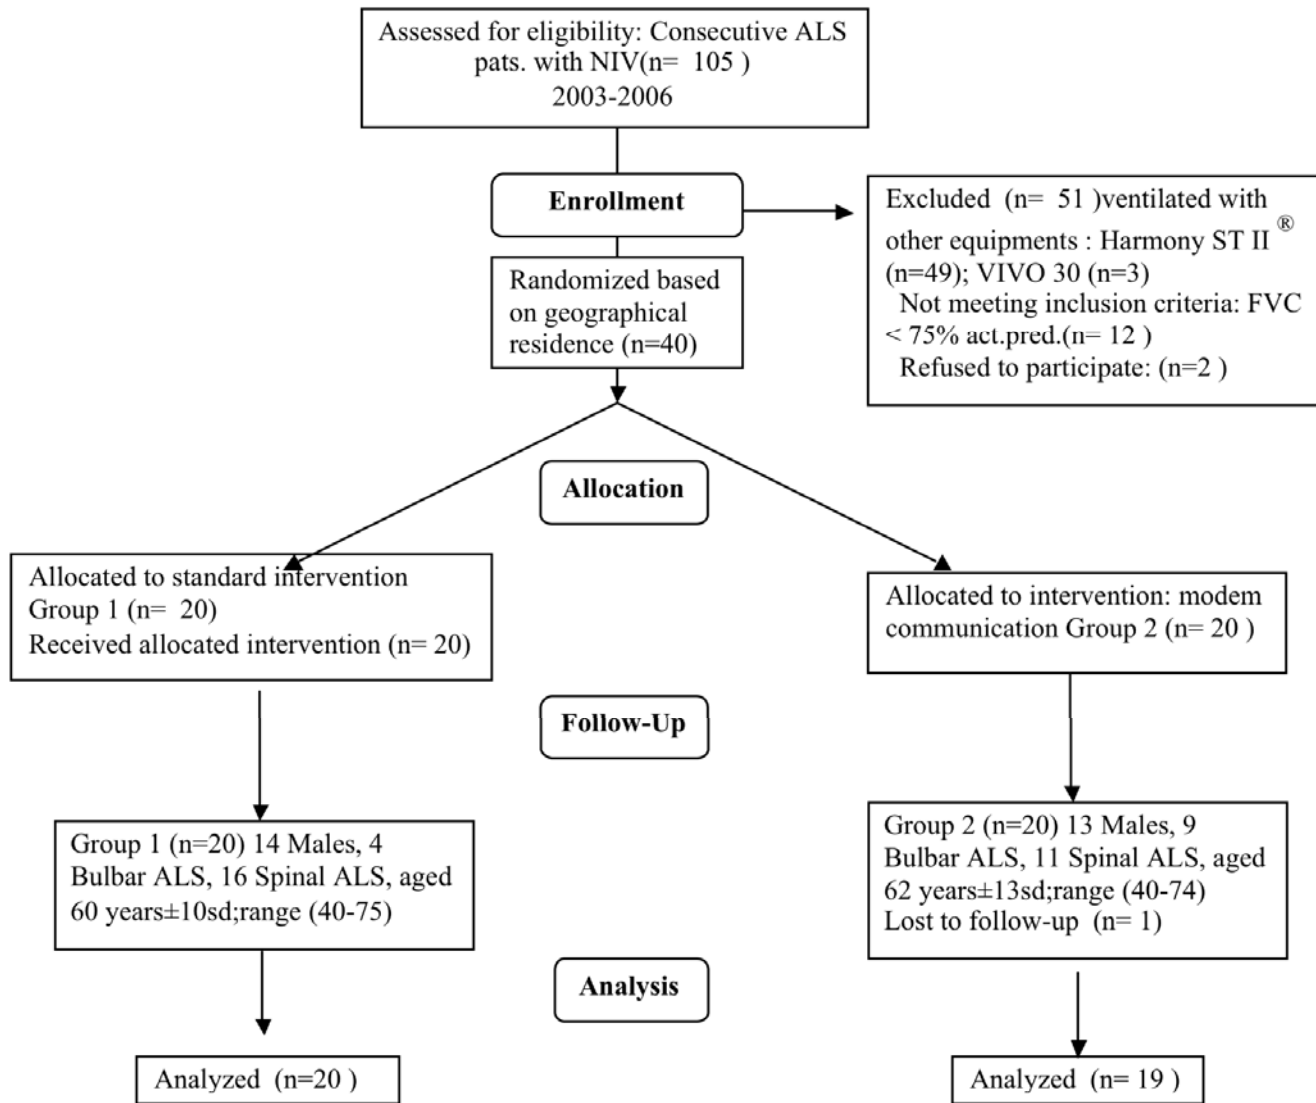 Assessed for eligibility: Consecutive ALS
pats. with NIV(n=  105 )
2003-2006
Enrollment
Excluded  (n=  51 )ventilated with
other equipments : Harmony ST II ®
(n=49); VIVO 30 (n=3)
Not meeting inclusion criteria: FVC
< 75% act.pred.(n= 12 )
Refused to participate: (n=2 )
Randomized based
on geographical
residence (n=40)
Allocation
Allocated to standard intervention
Group 1 (n=  20)
Received allocated intervention (n= 20)
Allocated to intervention: modem
communication Group 2 (n= 20 )
Follow-Up
Group 1 (n=20) 14 Males, 4
Bulbar ALS, 16 Spinal ALS, aged
60 years±10sd;range (40-75)
Group 2 (n=20) 13 Males, 9
Bulbar ALS, 11 Spinal ALS, aged
62 years±13sd;range (40-74)
Lost to follow-up  (n= 1)
Analysis
Analyzed  (n=20 )
Analyzed  (n= 19 )